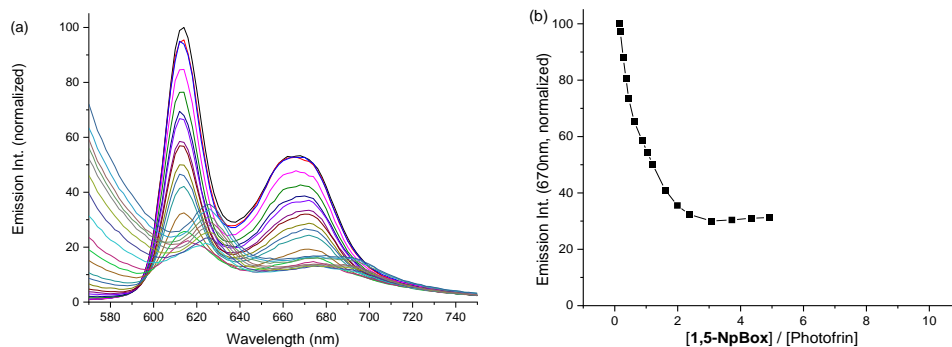 (a)
Emission Int. (normalized)
100
80
60
40
20
0
580 600 620 640 660 680 700 720 740
Wavelength (nm)
(b)
Emission Int. (670nm, normalized)
100
80
60
40
20
0
0 2 4 6 8 10
[1,5-NpBox] / [Photofrin]